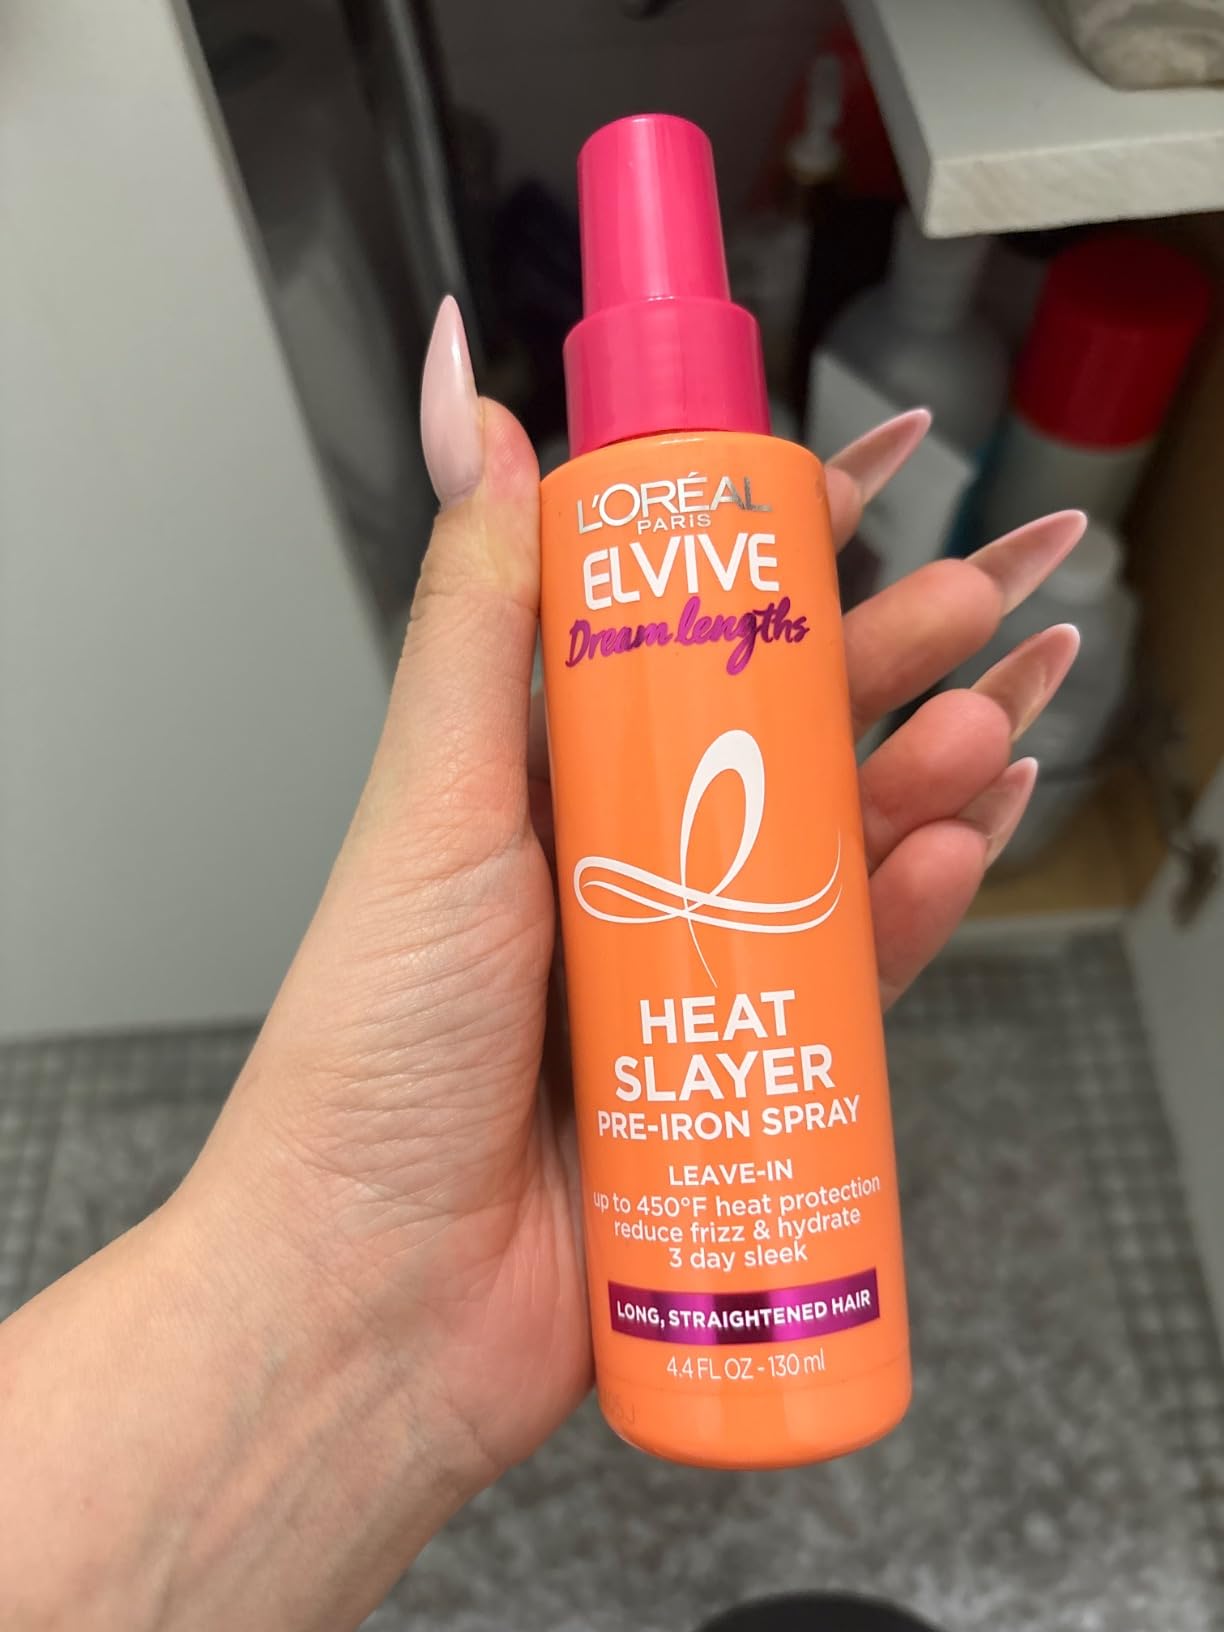 L'ORÉAL
PARIS
ELVIVE
Dream lengths
HEAT
SLAYER
PRE-IRON SPRAY
LEAVE-IN
up to 450°F heat protection
reduce frizz & hydrate
3 day sleek
LONG, STRAIGHTENED HAIR
4.4 FL OZ - 130 ml